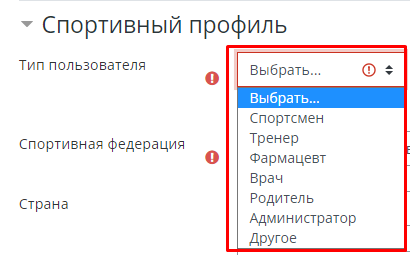 Спортивный профиль
Тип пользователя
Выбрать...
Выбрать...
Спортсмен
Тренер
Фармацевт
Врач
Родитель
Администратор
Другое
Спортивная федерация
Страна